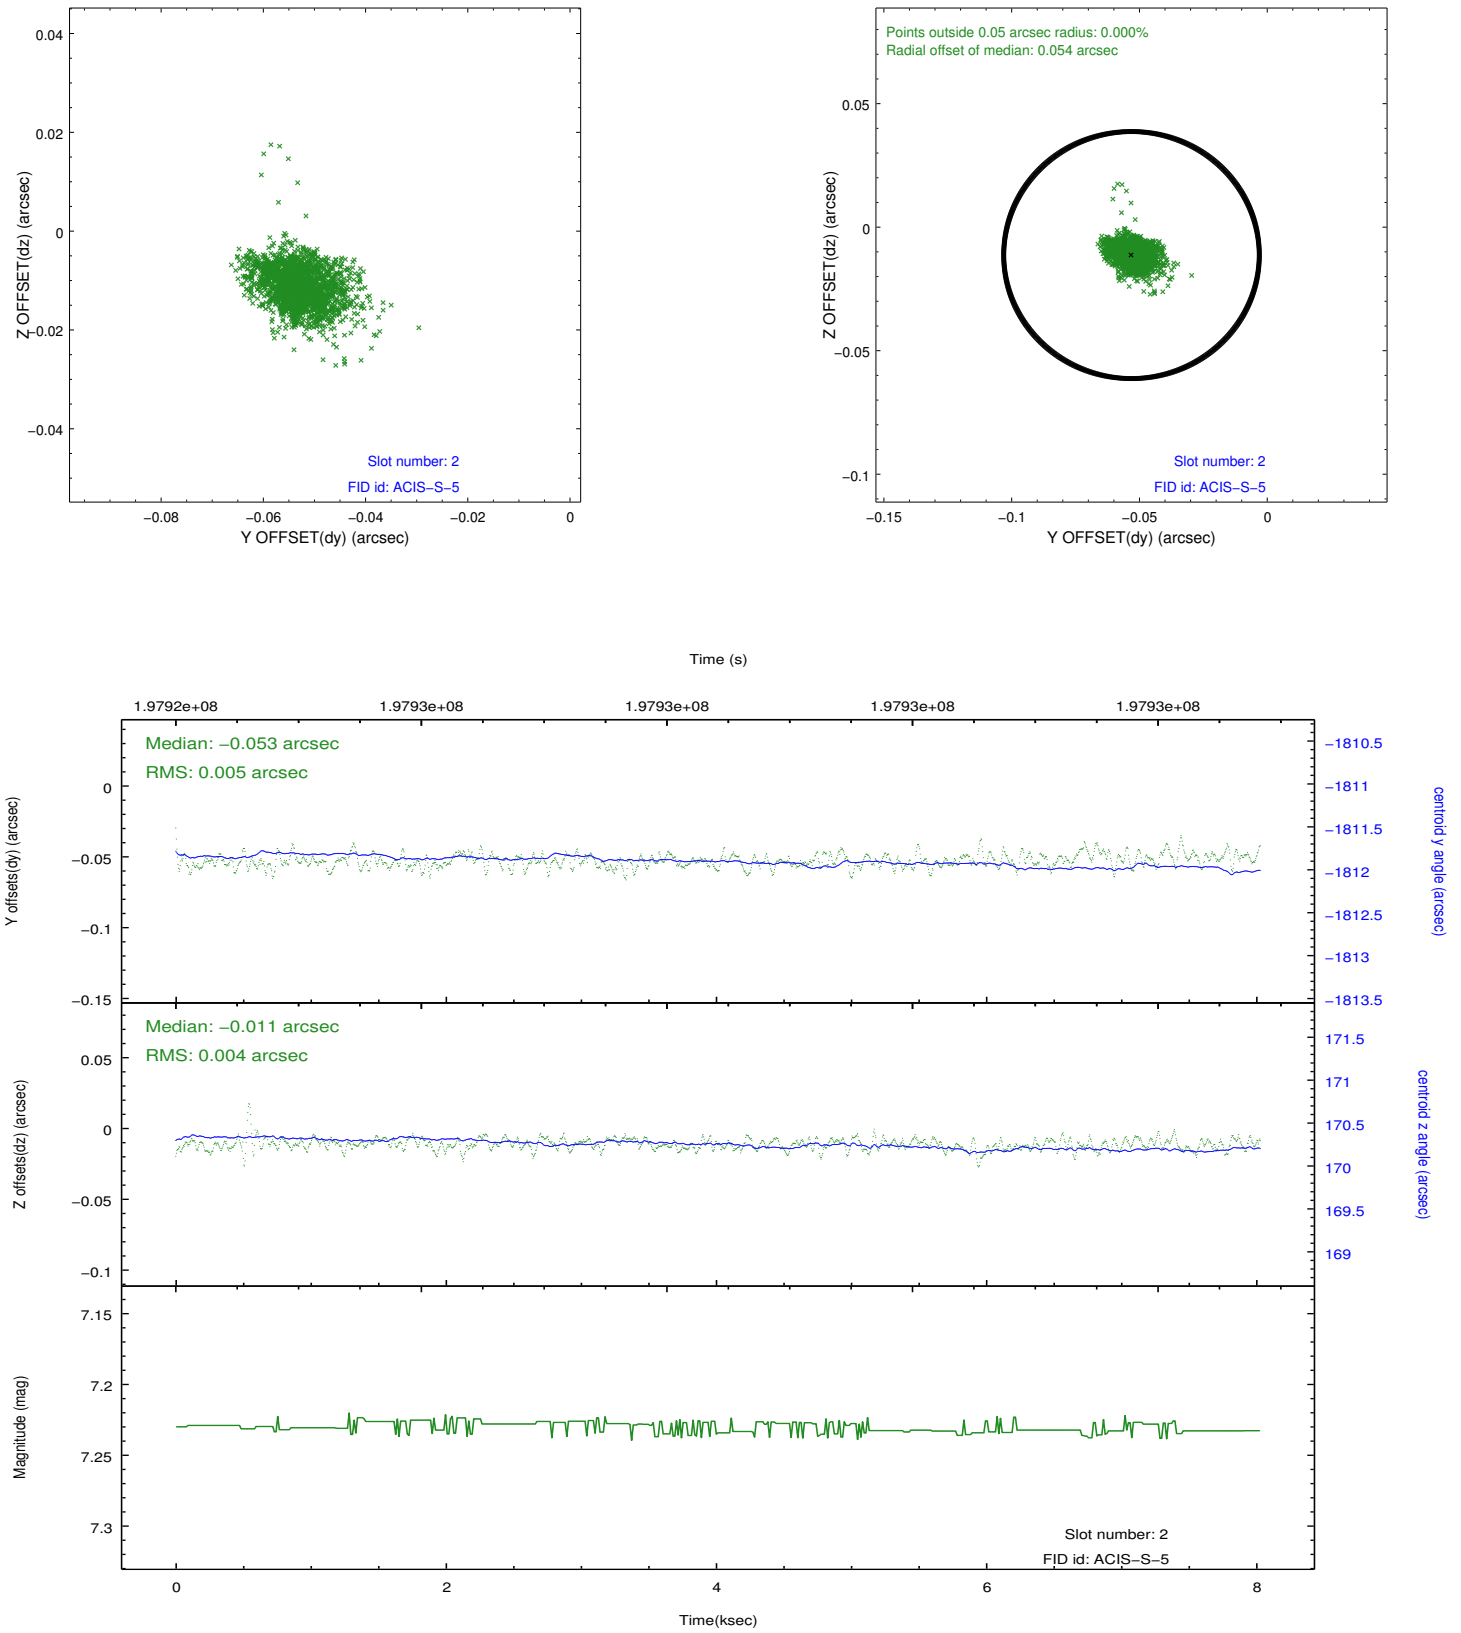 0.04
0.02
0
−0.02
−0.04
Z OFFSET(dz) (arcsec)
Slot number: 2
FID id: ACIS−S−5
−0.08
−0.06
−0.04
−0.02
0
Y OFFSET(dy) (arcsec)
Points outside 0.05 arcsec radius: 0.000%
Radial offset of median: 0.054 arcsec
0.05
0
−0.05
−0.1
Z OFFSET(dz) (arcsec)
Slot number: 2
FID id: ACIS−S−5
−0.15
−0.1
−0.05
0
Y OFFSET(dy) (arcsec)
Time (s)
1.9792e+08
1.9793e+08
1.9793e+08
1.9793e+08
1.9793e+08
Median: −0.053 arcsec
RMS: 0.005 arcsec
0
−0.05
−0.1
−0.15
Y offsets(dy) (arcsec)
−1810.5
−1811
−1811.5
−1812
−1812.5
−1813
−1813.5
centroid y angle (arcsec)
Median: −0.011 arcsec
RMS: 0.004 arcsec
0.05
0
−0.05
−0.1
Z offsets(dz) (arcsec)
171.5
171
170.5
170
169.5
169
centroid z angle (arcsec)
7.15
7.2
7.25
7.3
Magnitude (mag)
Slot number: 2
FID id: ACIS−S−5
0
2
4
6
8
Time(ksec)